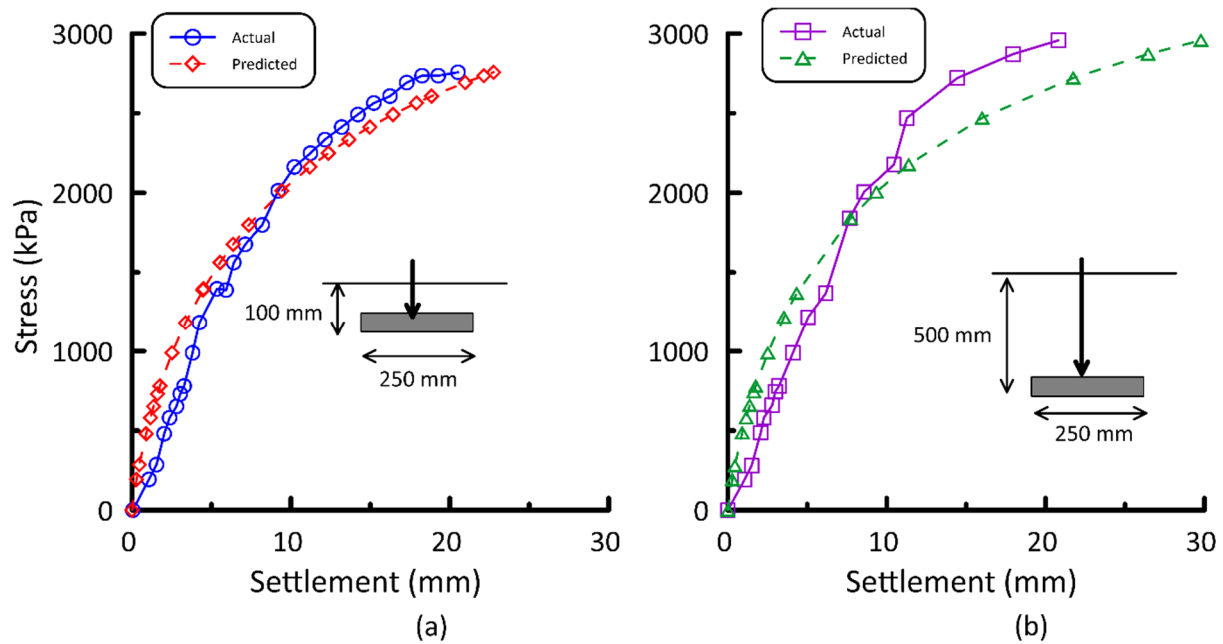 Actual
Predicted
3000
2000
1000
0
Stress (kPa)
100 mm
250 mm
0
10
20
30
Settlement (mm)
(a)
Actual
Predicted
3000
2000
1000
0
500 mm
250 mm
0
10
20
30
Settlement (mm)
(b)